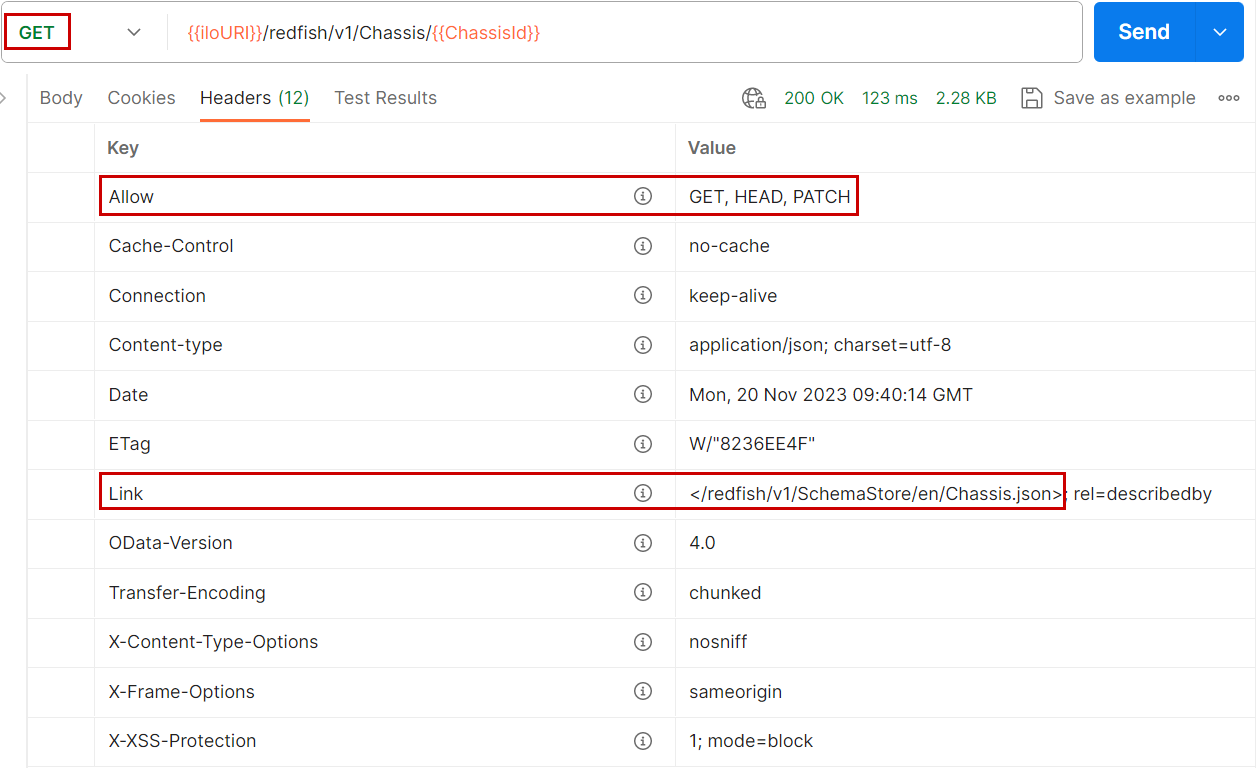 GET {{iloURI}}/redfish/v1/Chassis/{{ChassisId}} Send
Body Cookies Headers (12) Test Results 200 OK 123 ms 2.28 KB Save as example
Key Value
Allow GET, HEAD, PATCH
Cache-Control no-cache
Connection keep-alive
Content-type application/json; charset=utf-8
Date Mon, 20 Nov 2023 09:40:14 GMT
ETag W/"8236EE4F"
Link </redfish/v1/SchemaStore/en/Chassis.json>; rel=describedby
OData-Version 4.0
Transfer-Encoding chunked
X-Content-Type-Options nosniff
X-Frame-Options sameorigin
X-XSS-Protection 1; mode=block